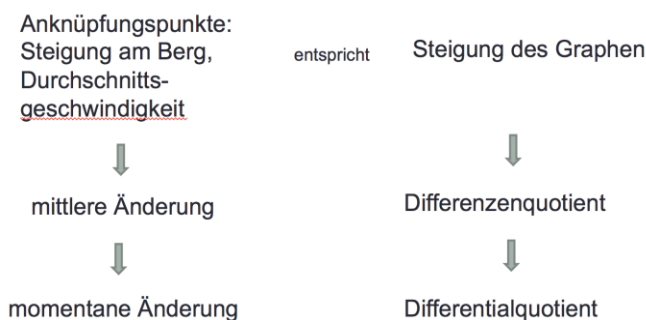 Anknüpfungspunkte:
Steigung am Berg,
Durchschnitts-
geschwindigkeit
entspricht
Steigung des Graphen
mittlere Änderung
Differenzenquotient
momentane Änderung
Differentialquotient